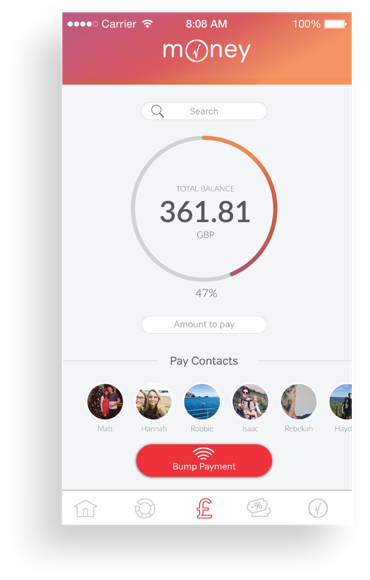 Carrier 8:08 AM 100%
money
Search
TOTAL BALANCE
361.81
GBP
47%
Amount to pay
Pay Contacts
Matt Hannah Robbie Isaac Rebekah Hayd
Bump Payment
£
%